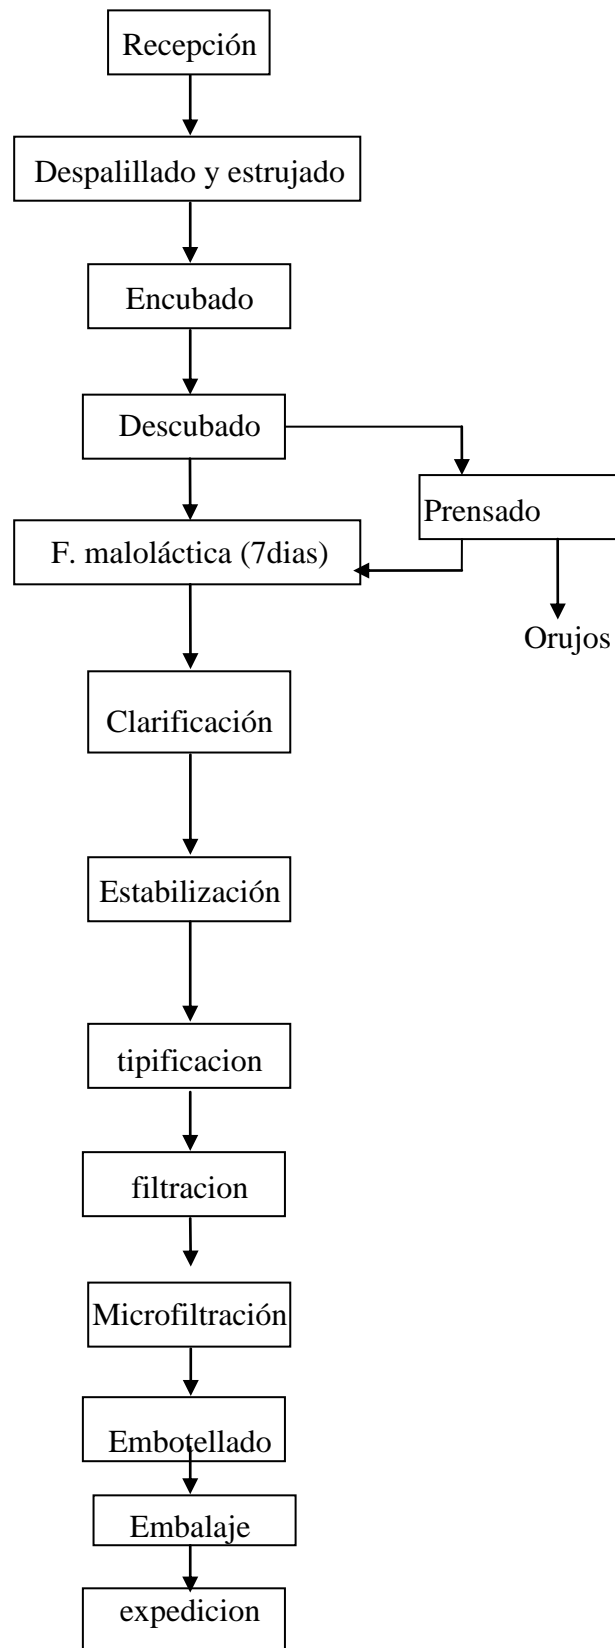 Recepción
Despalillado y estrujado
Encubado
Descubado
Prensado
F. maloláctica (7dias)
Orujos
Clarificación
Estabilización
tipificacion
filtracion
Microfiltración
Embotellado
Embalaje
expedicion